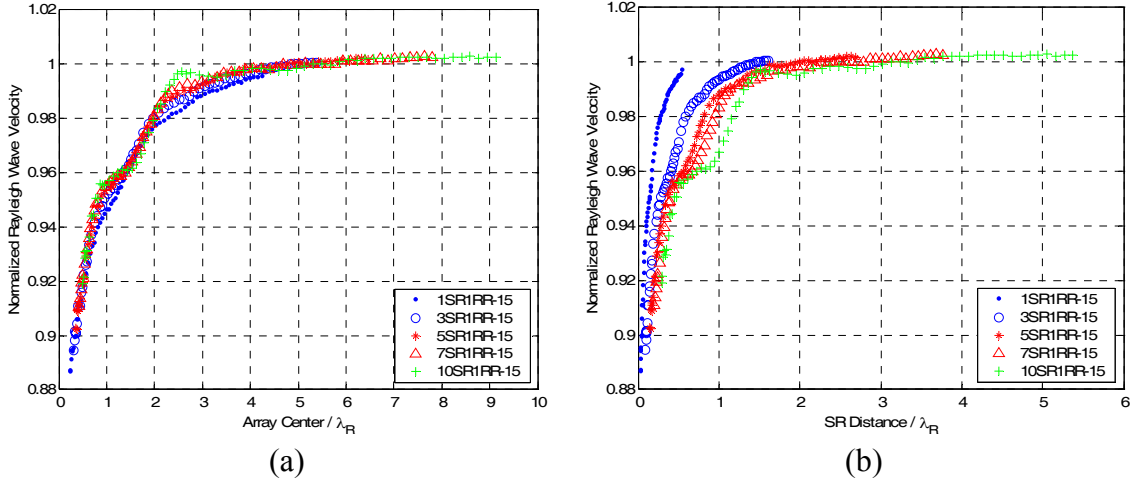 1.02
1
0.98
0.96
0.94
0.92
0.9
0.88
Normalized Rayleigh Wave Velocity
0 1 2 3 4 5 6 7 8 9 10
Array Center / λR
1SR1RR-15
3SR1RR-15
5SR1RR-15
7SR1RR-15
10SR1RR-15
(a)
1.02
1
0.98
0.96
0.94
0.92
0.9
0.88
Normalized Rayleigh Wave Velocity
0 1 2 3 4 5 6
SR Distance / λR
1SR1RR-15
3SR1RR-15
5SR1RR-15
7SR1RR-15
10SR1RR-15
(b)